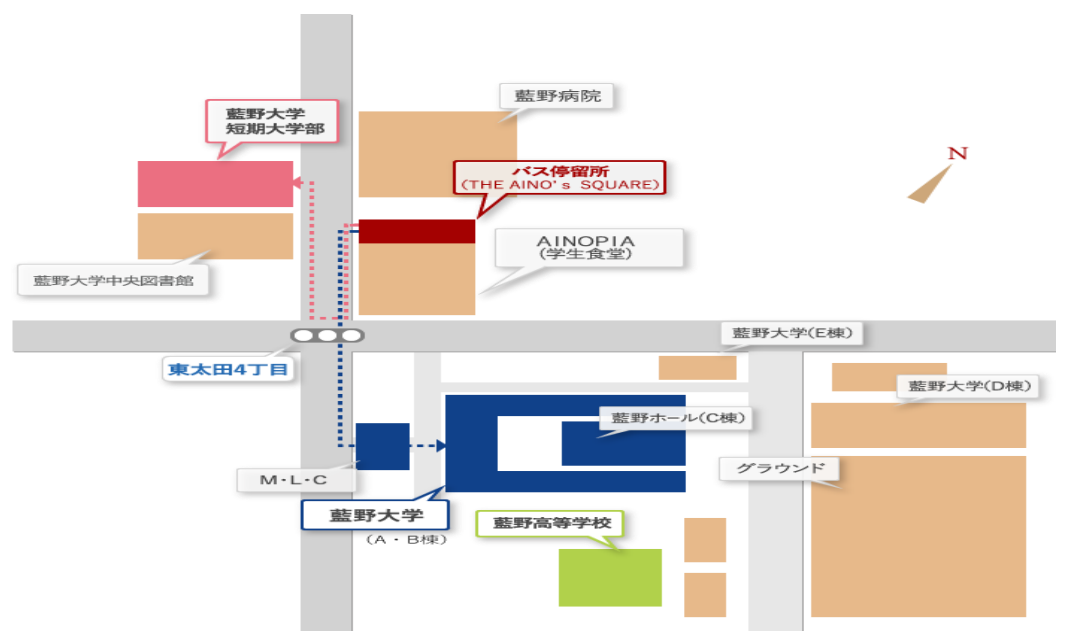 藍野病院
藍野大学
短期大学部
N
バス停留所
(THE AINO's SQUARE)
AINOPIA
(学生食堂)
藍野大学中央図書館
藍野大学(E棟)
東太田4丁目
藍野大学(D棟)
藍野ホール(C棟)
グラウンド
M・L・C
藍野大学
(A・B棟)
藍野高等学校